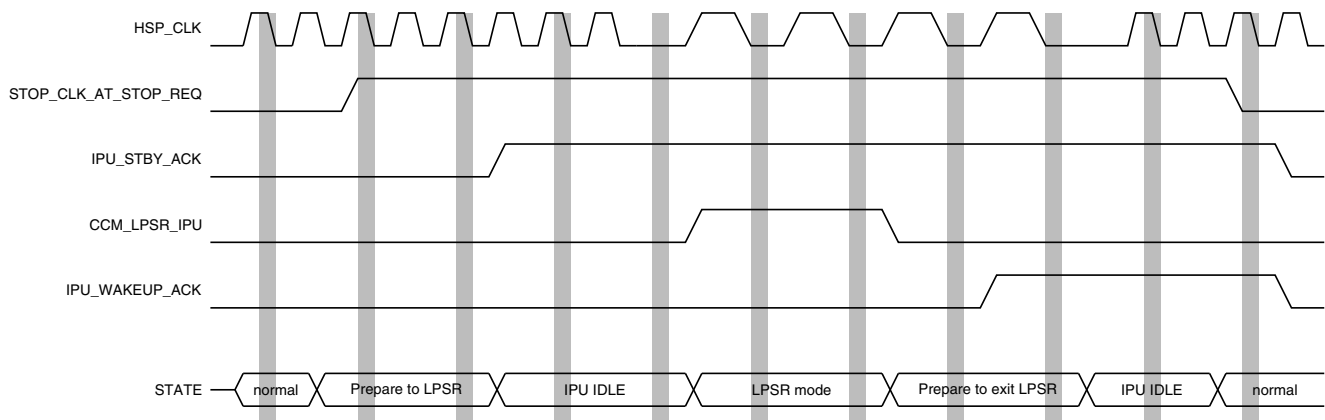 HSP_CLK
STOP_CLK_AT_STOP_REQ
IPU_STBY_ACK
CCM_LPSR_IPU
IPU_WAKEUP_ACK
STATE normal Prepare to LPSR IPU IDLE LPSR mode Prepare to exit LPSR IPU IDLE normal